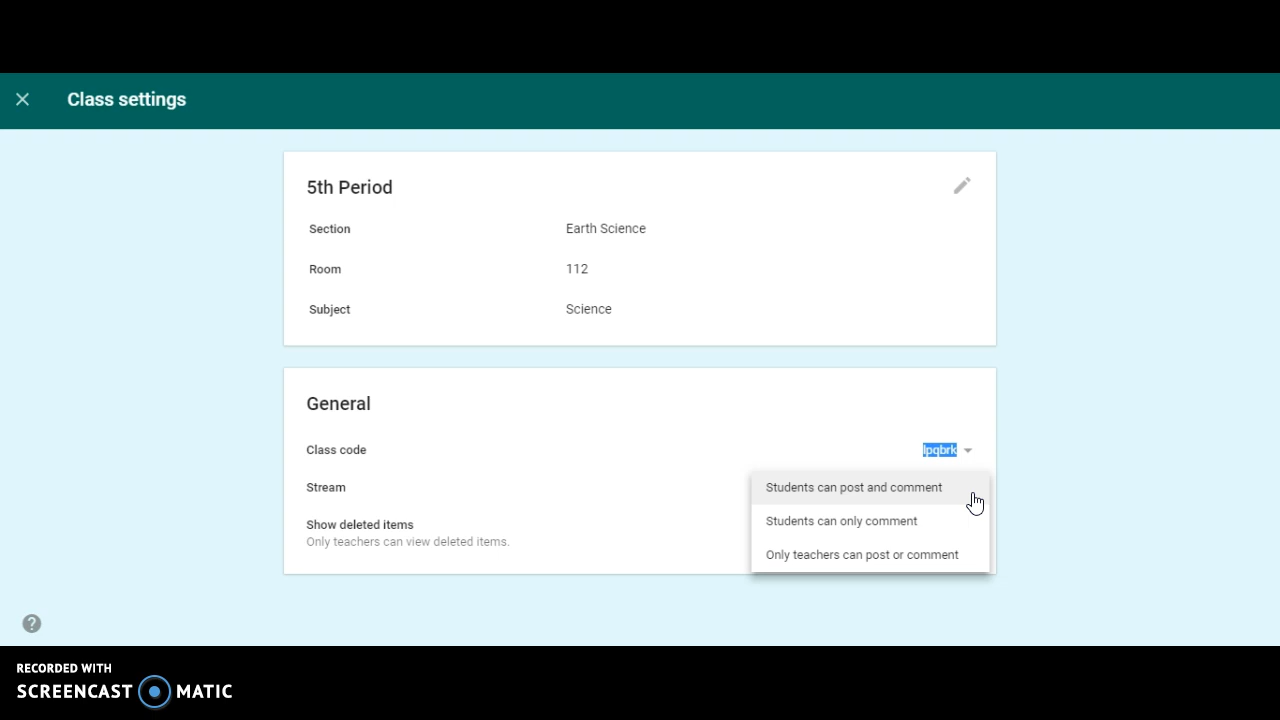 Class settings
5th Period
Section Earth Science
Room 112
Subject Science
General
Class code lpqbrk
Stream Students can post and comment
Students can only comment
Show deleted items
Only teachers can view deleted items.
Only teachers can post or comment
?
RECORDED WITH
SCREENCAST MATIC